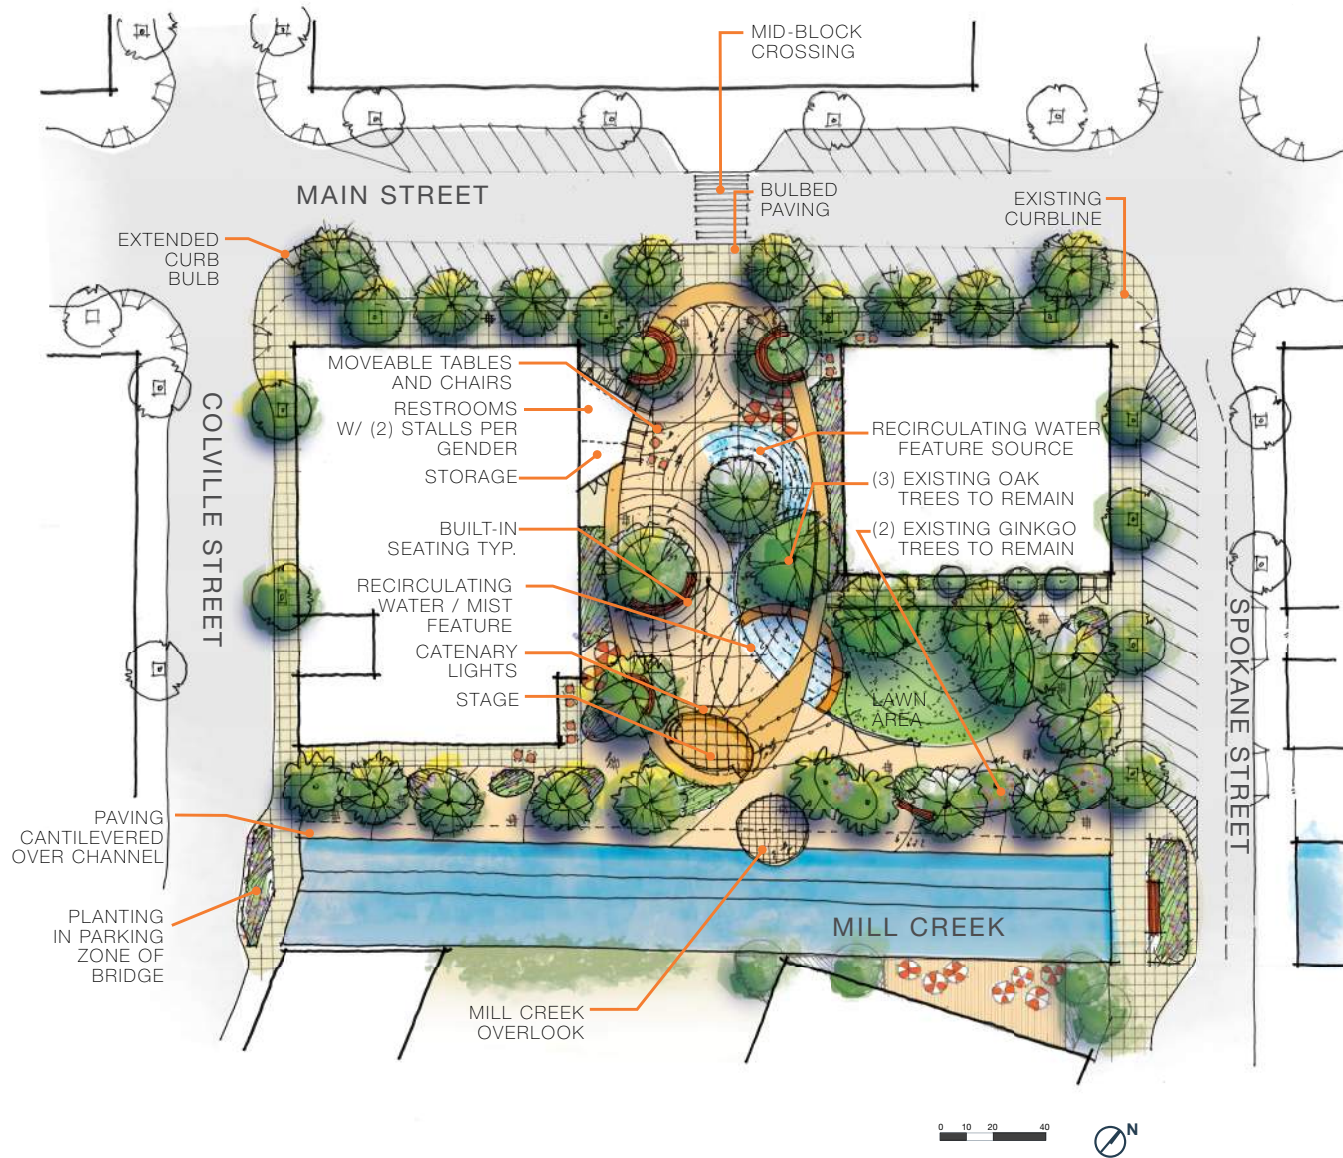 MID-BLOCK
CROSSING
MAIN STREET
BULBED
PAVING
EXISTING
CURBLINE
EXTENDED
CURB
BULB
MOVEABLE TABLES
AND CHAIRS
RESTROOMS
W/ (2) STALLS PER
GENDER
STORAGE
RECIRCULATING WATER
FEATURE SOURCE
(3) EXISTING OAK
TREES TO REMAIN
(2) EXISTING GINKGO
TREES TO REMAIN
COLVILLE STREET
BUILT-IN
SEATING TYP.
RECIRCULATING
WATER / MIST
FEATURE
CATENARY
LIGHTS
STAGE
LAWN
AREA
SPOKANE STREET
PAVING
CANTILEVERED
OVER CHANNEL
PLANTING
IN PARKING
ZONE OF
BRIDGE
MILL CREEK
MILL CREEK
OVERLOOK
0 10 20 40
N